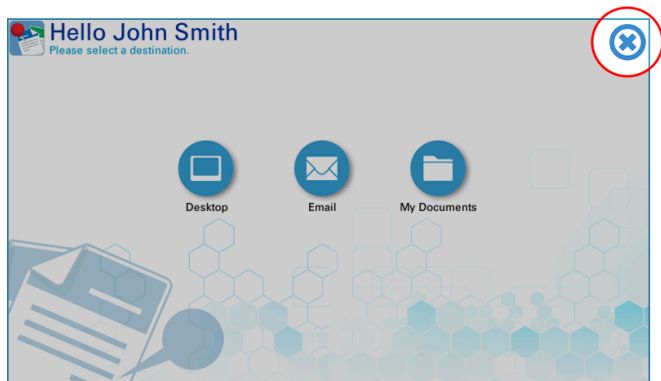 Hello John Smith
Please select a destination.
Desktop
Email
My Documents